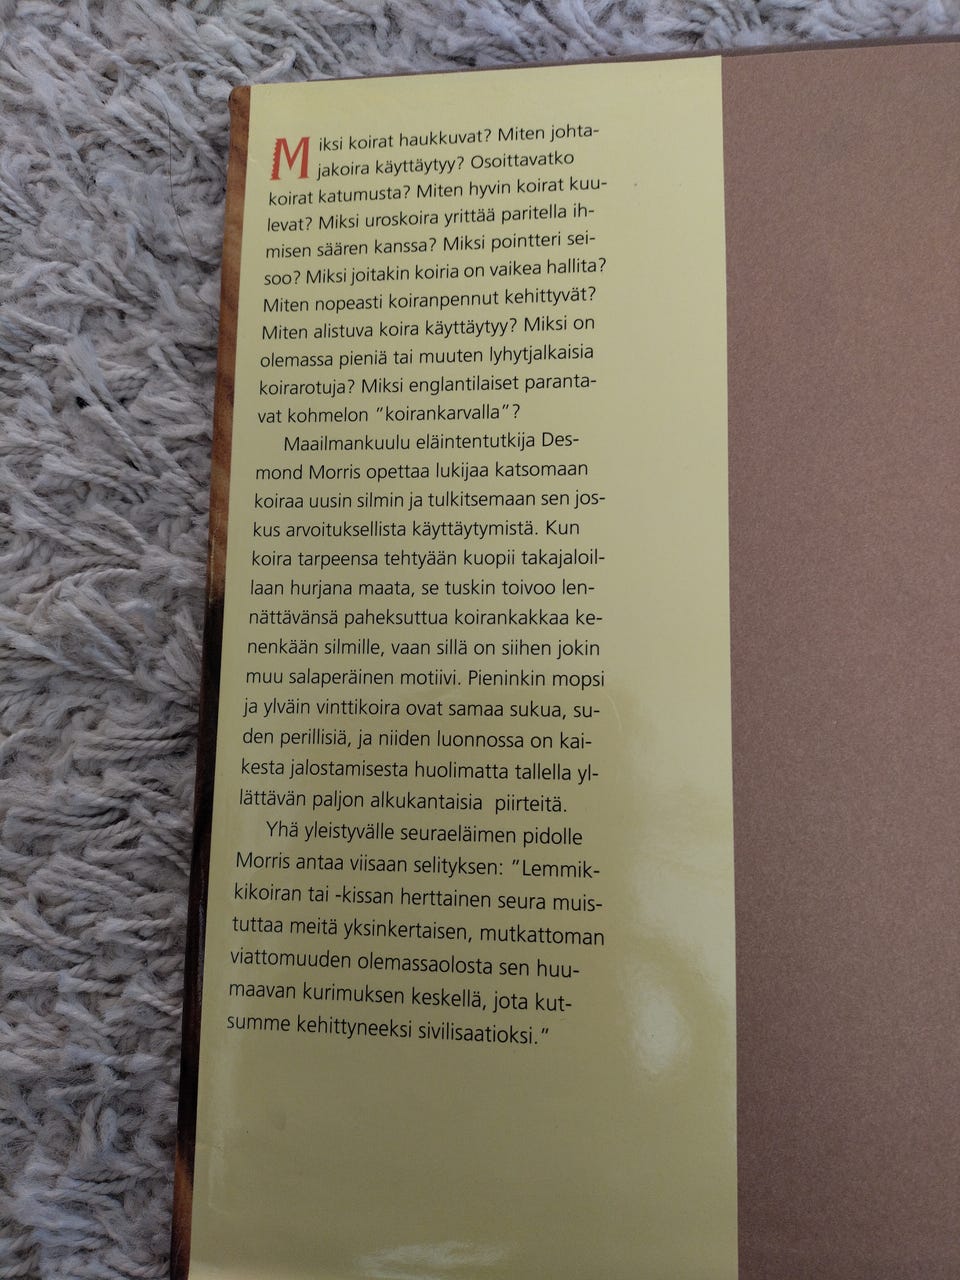 Miksi koirat haukkuvat? Miten johta-
jakoira käyttäytyy? Osoittavatko
koirat katumusta? Miten hyvin koirat kuu-
levat? Miksi uroskoira yrittää paritella ih-
misen säären kanssa? Miksi pointteri sei-
soo? Miksi joitakin koiria on vaikea hallita?
Miten nopeasti koiranpennut kehittyvät?
Miten alistuva koira käyttäytyy? Miksi on
olemassa pieniä tai muuten lyhytjalkaisia
koirarotuja? Miksi englantilaiset paranta-
vat kohmelon ”koirankarvalla”?
Maailmankuulu eläintentutkija Des-
mond Morris opettaa lukijaa katsomaan
koiraa uusin silmin ja tulkitsemaan sen jos-
kus arvoituksellista käyttäytymistä. Kun
koira tarpeensa tehtyään kuopii takajaloil-
laan hurjana maata, se tuskin toivoo len-
nättävänsä paheksuttua koirankakkaa ke-
nenkään silmille, vaan sillä on siihen jokin
muu salaperäinen motiivi. Pieninkin mopsi
ja ylväin vinttikoira ovat samaa sukua, su-
den perillisiä, ja niiden luonnossa on kai-
kesta jalostamisesta huolimatta tallella yl-
lättävän paljon alkukantaisia piirteitä.
Yhä yleistyvälle seuraeläimen pidolle
Morris antaa viisaan selityksen: ”Lemmik-
kikoiran tai -kissan herttainen seura muis-
tuttaa meitä yksinkertaisen, mutkattoman
viattomuuden olemassaolosta sen huu-
maavan kurimuksen keskellä, jota kut-
summe kehittyneeksi sivilisaatioksi.”